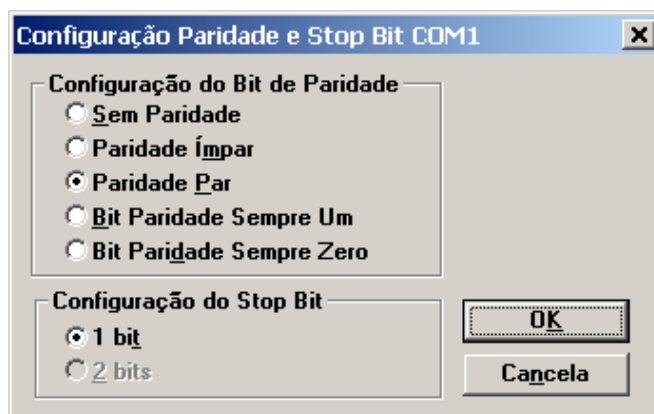 Configuração Paridade e Stop Bit COM1
Configuração do Bit de Paridade
Sem Paridade
Paridade Ímpar
Paridade Par
Bit Paridade Sempre Um
Bit Paridade Sempre Zero
Configuração do Stop Bit
1 bit
2 bits
OK
Cancela